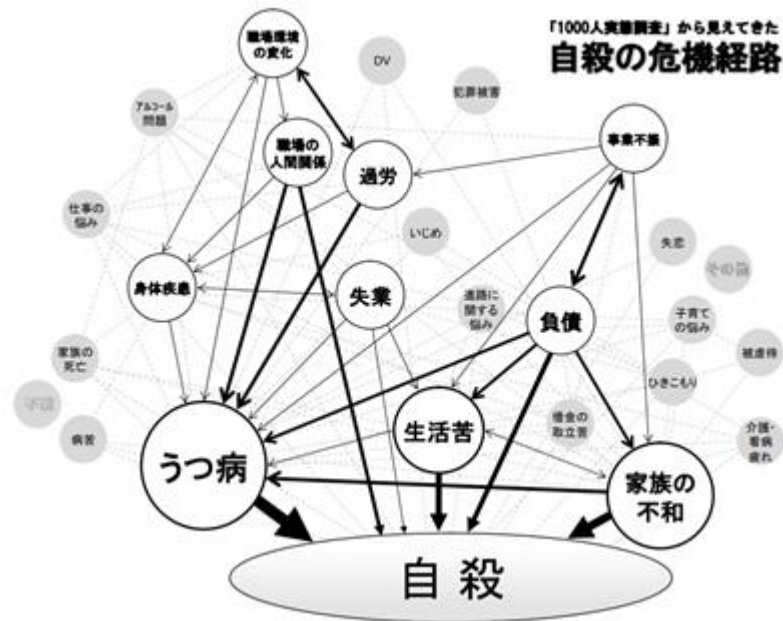 「1000人実態調査」から見えてきた
自殺の危機経路
職場環境
の変化
DV
犯罪被害
アルコール
問題
職場の
人間関係
過労
事業不振
仕事の
悩み
いじめ
失恋
その他
身体疾患
失業
進路に
関する
悩み
負債
子育て
の悩み
家族の
死亡
被虐待
ひきこもり
病苦
生活苦
借金の
取立苦
介護・
看病
疲れ
うつ病
家族の
不和
自殺